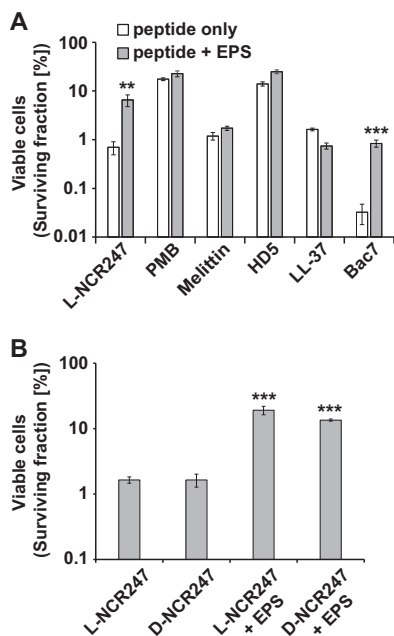 A
peptide only
peptide + EPS
Viable cells
(Surviving fraction [%])
100
10
1
0.1
0.01
**
***
L-NCR247
PMB
Melittin
HD5
LL-37
Bac7
B
Viable cells
(Surviving fraction [%])
100
10
1
0.1
***
***
L-NCR247
D-NCR247
L-NCR247
+ EPS
D-NCR247
+ EPS